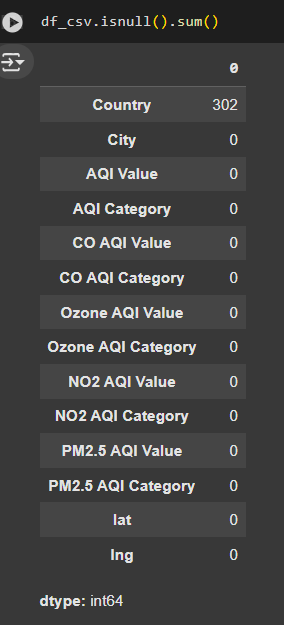 df_csv.isnull().sum()
0
Country 302
City 0
AQI Value 0
AQI Category 0
CO AQI Value 0
CO AQI Category 0
Ozone AQI Value 0
Ozone AQI Category 0
NO2 AQI Value 0
NO2 AQI Category 0
PM2.5 AQI Value 0
PM2.5 AQI Category 0
lat 0
lng 0
dtype: int64